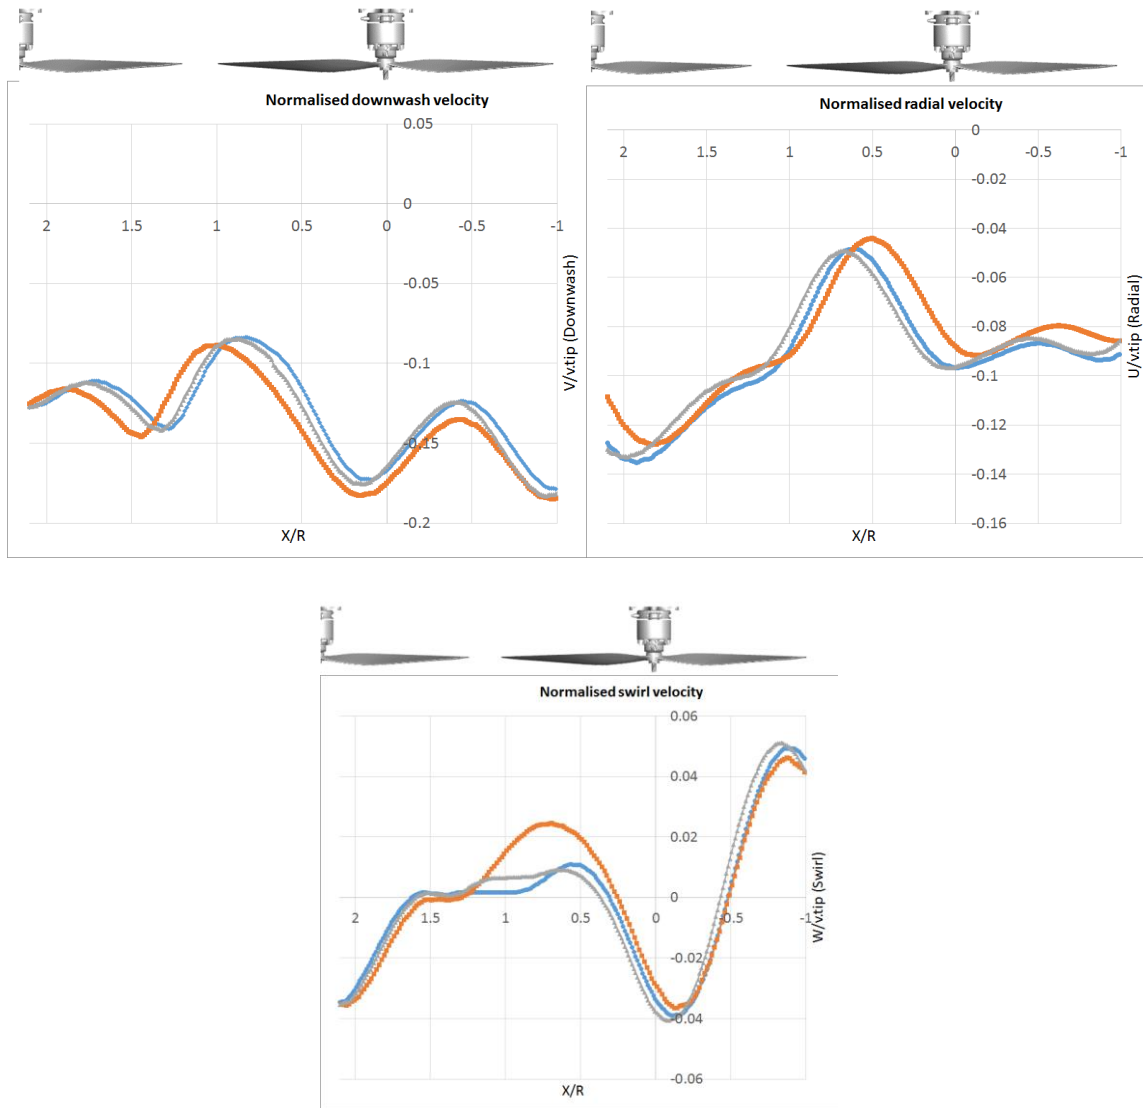 Normalised downwash velocity
0.05
0
2 1.5 1 0.5 0 -0.5 -1
-0.05
-0.1
-0.15
-0.2
X/R
V/v.tip (Downwash)
Normalised radial velocity
0
2 1.5 1 0.5 0 -0.5 -1
-0.02
-0.04
-0.06
-0.08
-0.1
-0.12
-0.14
-0.16
X/R
U/v.tip (Radial)
Normalised swirl velocity
0.06
0.04
0.02
0
2 1.5 1 0.5 0 -0.5 -1
-0.02
-0.04
-0.06
X/R
W/v.tip (Swirl)